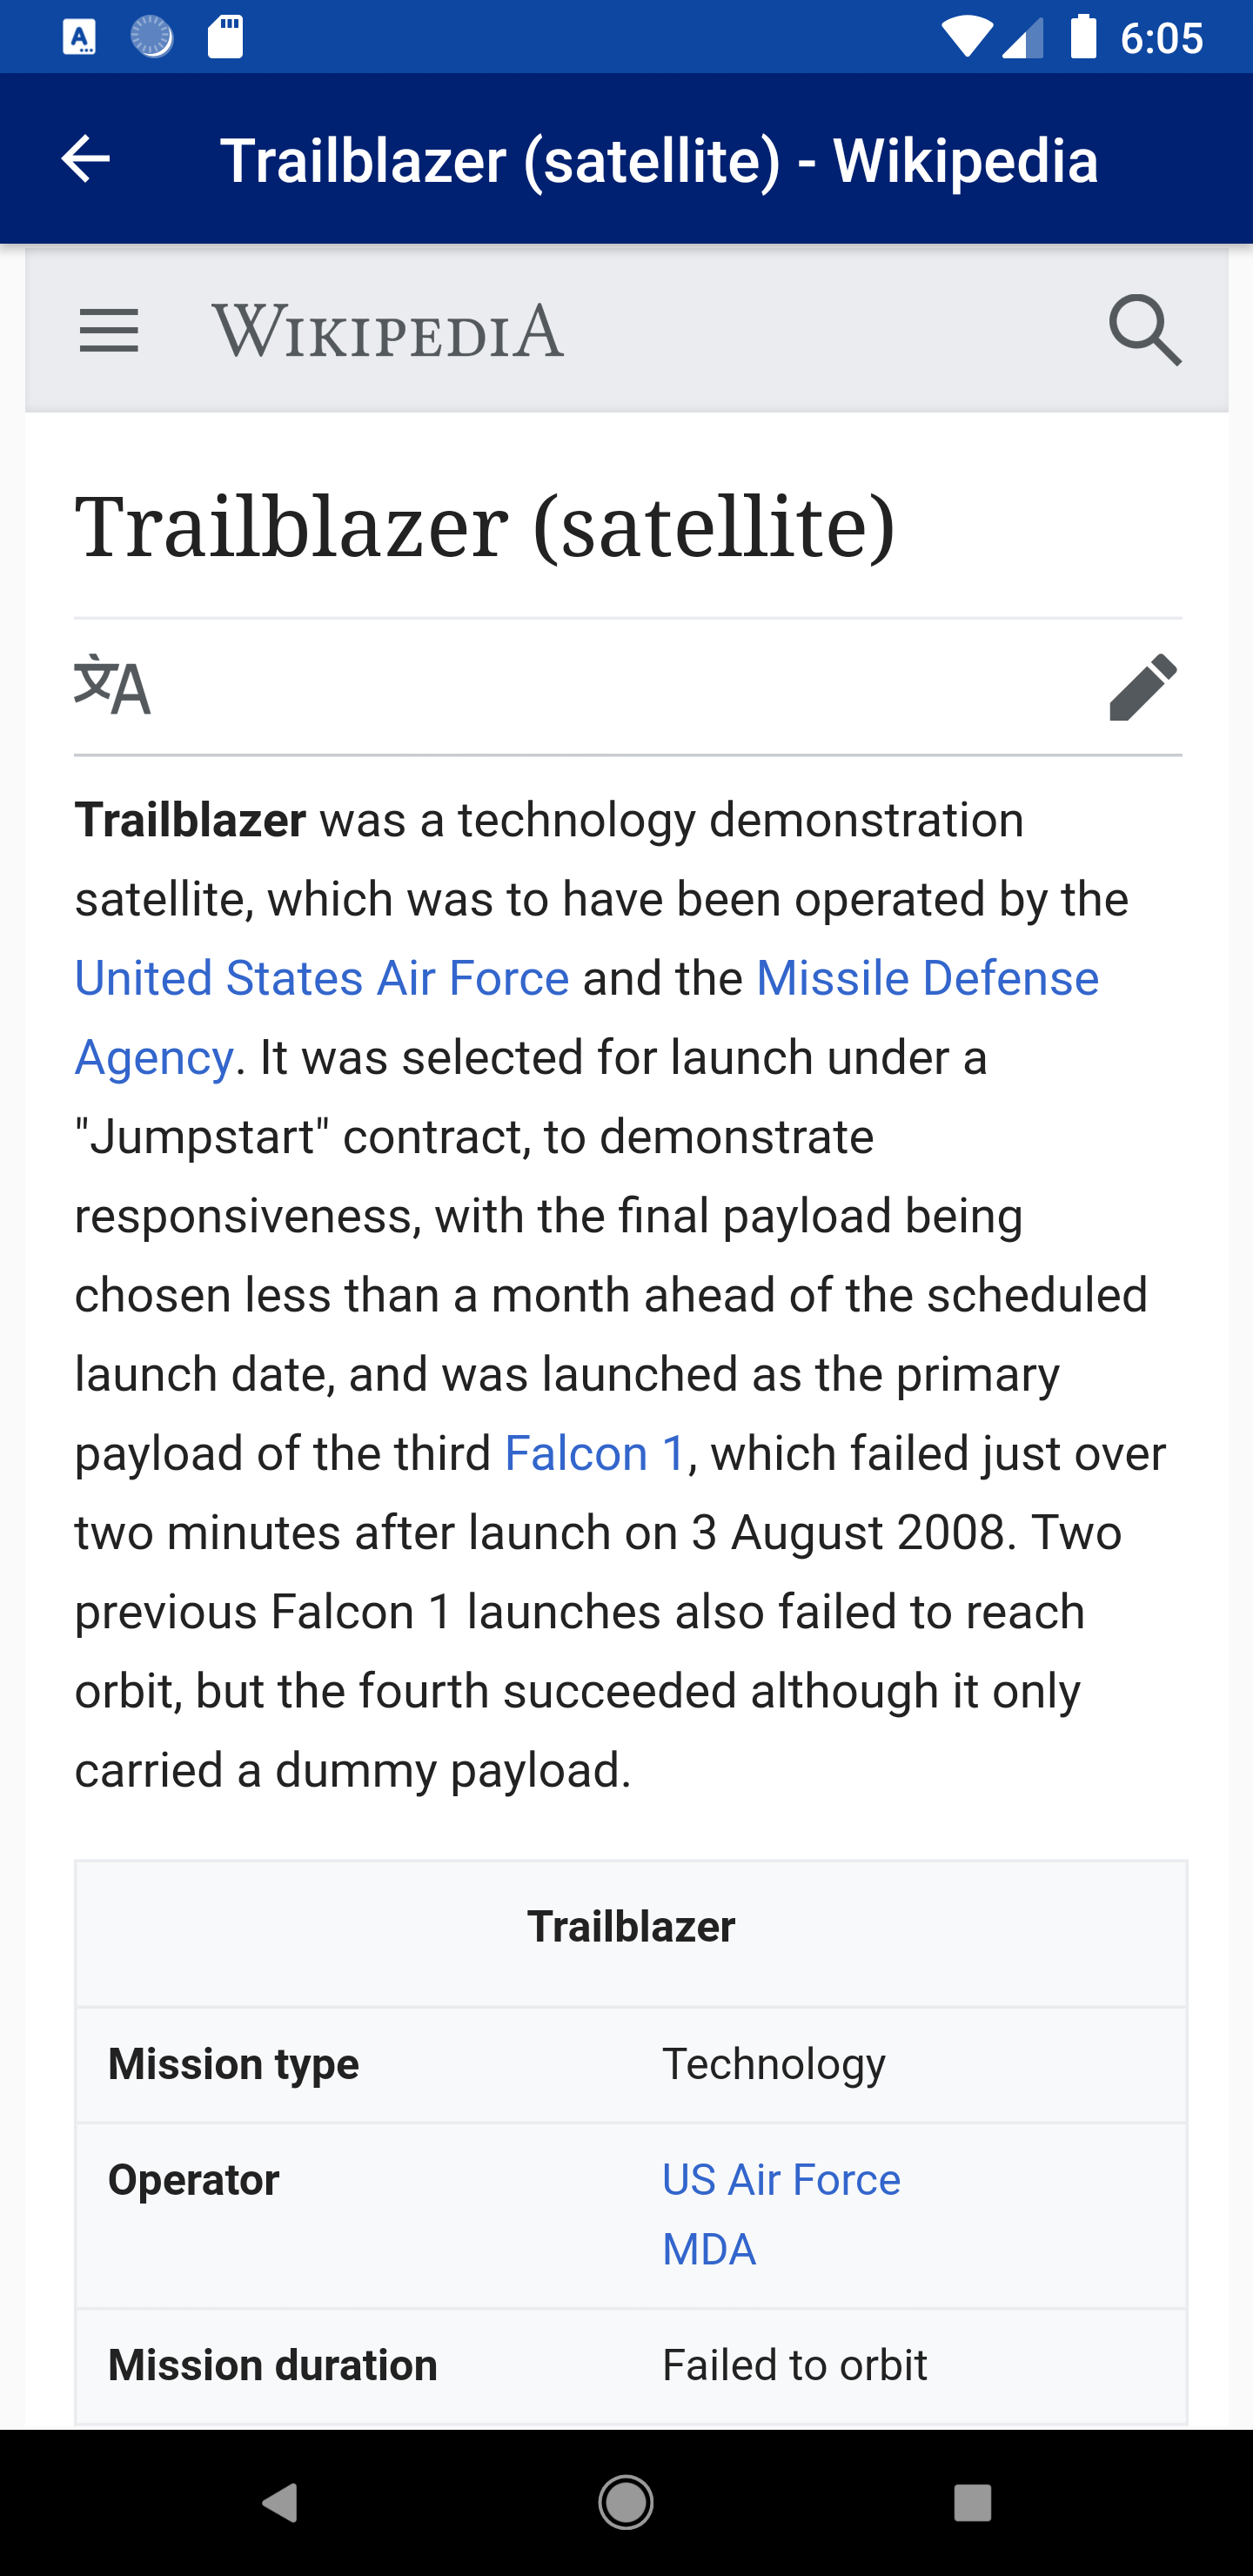 6:05
Trailblazer (satellite) - Wikipedia
WIKIPEDIA
Trailblazer (satellite)
文A
Trailblazer was a technology demonstration
satellite, which was to have been operated by the
United States Air Force and the Missile Defense
Agency. It was selected for launch under a
"Jumpstart" contract, to demonstrate
responsiveness, with the final payload being
chosen less than a month ahead of the scheduled
launch date, and was launched as the primary
payload of the third Falcon 1, which failed just over
two minutes after launch on 3 August 2008. Two
previous Falcon 1 launches also failed to reach
orbit, but the fourth succeeded although it only
carried a dummy payload.
Trailblazer
Mission type Technology
Operator US Air Force
MDA
Mission duration Failed to orbit